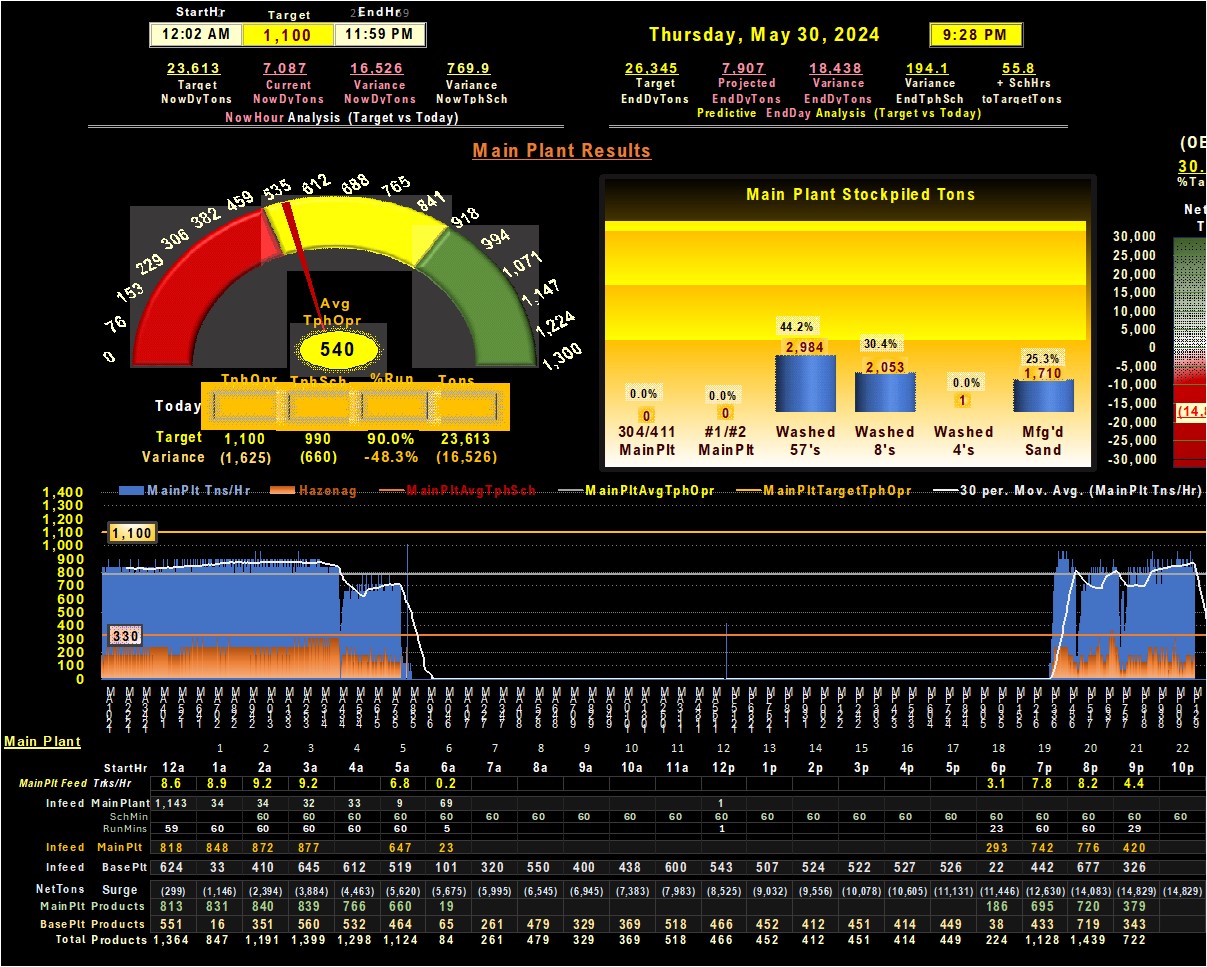 StartHr Target EndHr
12:02 AM 1,100 11:59 PM
Thursday, May 30, 2024 9:28 PM
23,613 7,087 16,526 769.9
Target Current Variance Variance
NowDyTons NowDyTons NowDyTons NowTphSch
NowHour Analysis (Target vs Today)
26,345 7,907 18,438 194.1 55.8
Target Projected Variance Variance + SchHrs
EndDyTons EndDyTons EndDyTons EndTphSch toTargetTons
Predictive EndDay Analysis (Target vs Today)
Main Plant Results
0 76 153 229 306 382 459 535 612 688 765 841 918 994 1,071 1,147 1,224 1,300
Avg
TphOpr
540
TphOpr TphSch %Run Tons
Today
Target 1,100 990 90.0% 23,613
Variance (1,625) (660) -48.3% (16,526)
Main Plant Stockpiled Tons
0.0% 0.0% 44.2% 30.4% 0.0% 25.3%
0 0 2,984 2,053 1 1,710
304/411 #1/#2 Washed Washed Washed Mfg'd
MainPlt MainPlt 57's 8's 4's Sand
(OE
30.
%Ta
Net
T
30,000
25,000
20,000
15,000
10,000
5,000
0
-5,000
-10,000
-15,000
-20,000
-25,000
-30,000
(14,8
MainPlt Tns/Hr Hazenag MainPltAvgTphSch MainPltAvgTphOpr MainPltTargetTphOpr 30 per. Mov. Avg. (MainPlt Tns/Hr)
1,400
1,300
1,200
1,100
1,000
900
800
700
600
500
400
300
200
100
0
1,100
330
Main Plant
1 2 3 4 5 6 7 8 9 10 11 12 13 14 15 16 17 18 19 20 21 22
StartHr 12a 1a 2a 3a 4a 5a 6a 7a 8a 9a 10a 11a 12p 1p 2p 3p 4p 5p 6p 7p 8p 9p 10p
MainPlt Feed Trks/Hr 8.6 8.9 9.2 9.2 6.8 0.2 3.1 7.8 8.2 4.4
Infeed MainPlant 1,143 34 34 32 33 9 69 1
SchMin 60 60 60 60 60 60 60 60 60 60 60 60 60 60 60 60 60 60 60 60 60
RunMins 59 60 60 60 60 60 5 1 23 60 60 29
Infeed MainPlt 818 848 872 877 647 23 293 742 776 420
Infeed BasePlt 624 33 410 645 612 519 101 320 550 400 438 600 543 507 524 522 527 526 22 442 677 326
NetTons Surge (299) (1,146) (2,394) (3,884) (4,463) (5,620) (5,675) (5,995) (6,545) (6,945) (7,383) (7,983) (8,525) (9,032) (9,556) (10,078) (10,605) (11,131) (11,446) (12,630) (14,083) (14,829) (14,829)
MainPlt Products 813 831 840 839 766 660 19 186 695 720 379
BasePlt Products 551 16 351 560 532 464 65 261 479 329 369 518 466 452 412 451 414 449 38 433 719 343
Total Products 1,364 847 1,191 1,399 1,298 1,124 84 261 479 329 369 518 466 452 412 451 414 449 224 1,128 1,439 722